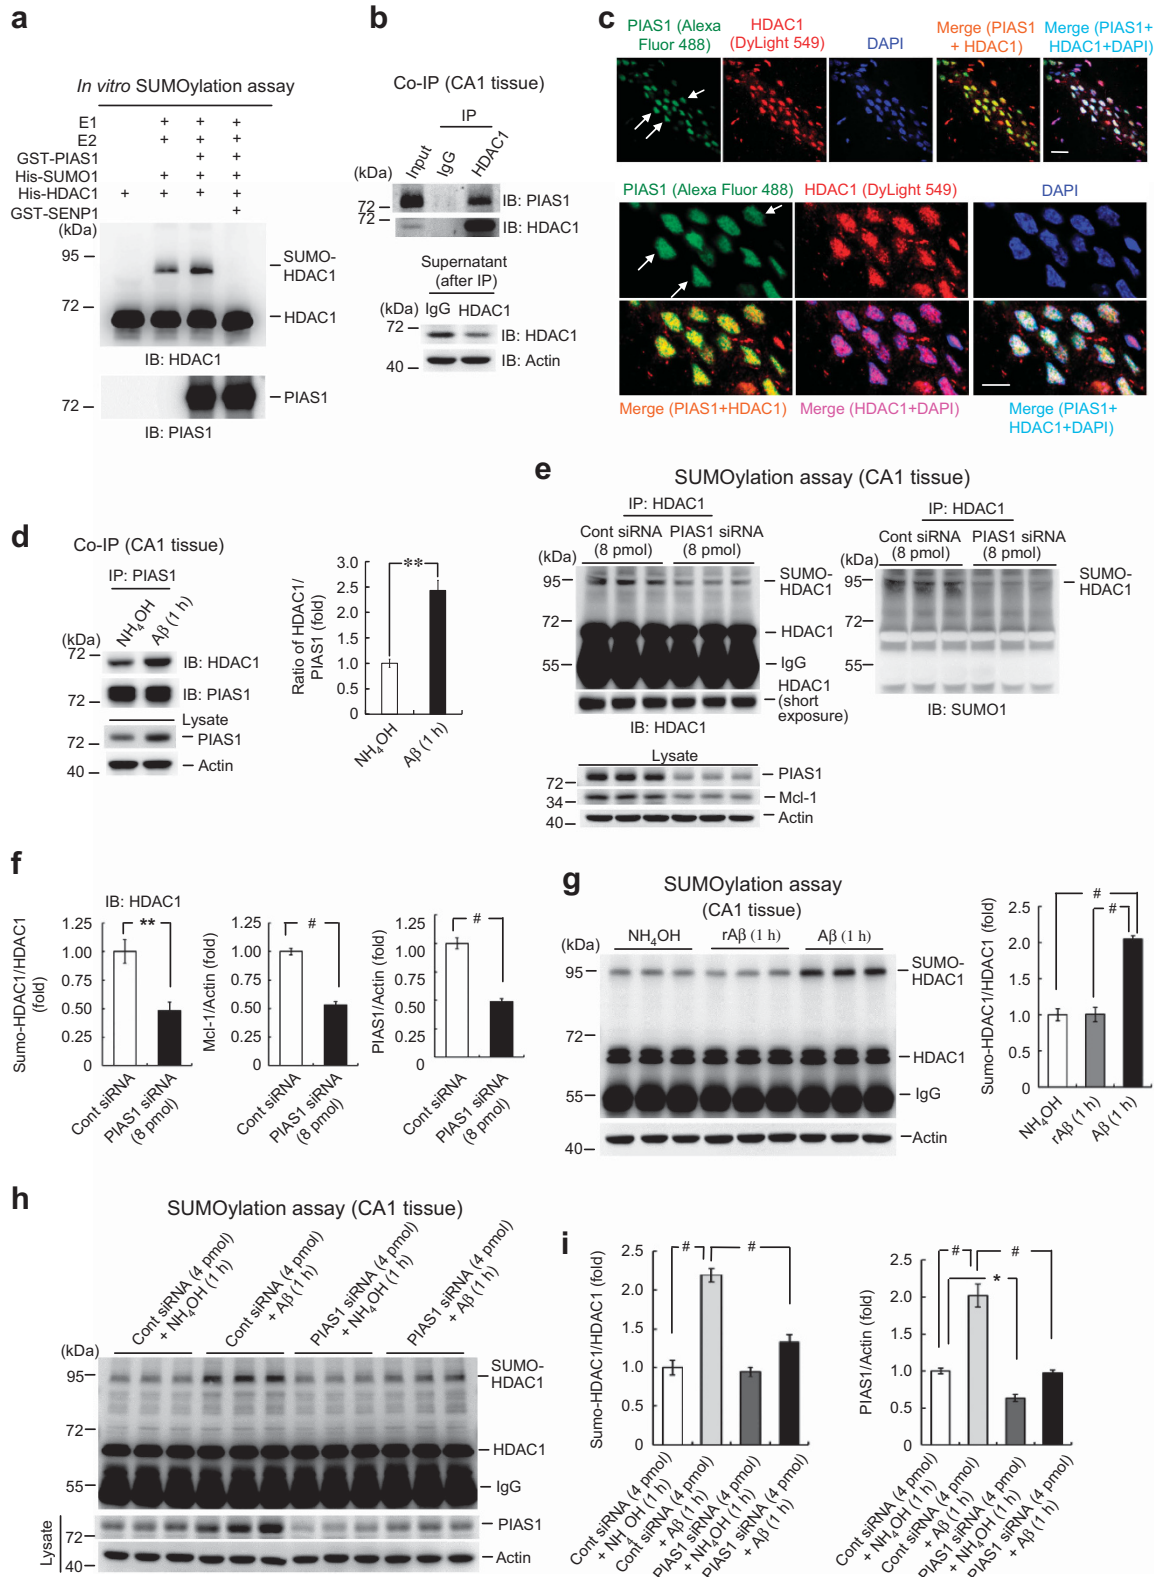 a
In vitro SUMOylation assay
E1 + + +
E2 + + +
GST-PIAS1 + +
His-SUMO1 + + +
His-HDAC1 + + + +
GST-SENP1 +
(kDa)
95
SUMO-
HDAC1
72
HDAC1
IB: HDAC1
72
PIAS1
IB: PIAS1
b
Co-IP (CA1 tissue)
IP
Input
IgG
HDAC1
(kDa)
72
IB: PIAS1
72
IB: HDAC1
Supernatant
(after IP)
(kDa) IgG HDAC1
72
IB: HDAC1
40
IB: Actin
c
PIAS1 (Alexa
Fluor 488)
HDAC1
(DyLight 549)
DAPI
Merge (PIAS1
+ HDAC1)
Merge (PIAS1+
HDAC1+DAPI)
PIAS1 (Alexa Fluor 488)
HDAC1 (DyLight 549)
DAPI
Merge (PIAS1+HDAC1)
Merge (HDAC1+DAPI)
Merge (PIAS1+
HDAC1+DAPI)
d
Co-IP (CA1 tissue)
IP: PIAS1
NH4OH
Aβ (1 h)
(kDa)
72
IB: HDAC1
72
IB: PIAS1
Lysate
72
PIAS1
40
Actin
Ratio of HDAC1/
PIAS1 (fold)
3.0
2.5
2.0
1.5
1.0
0.5
0
**
NH4OH
Aβ (1 h)
e
SUMOylation assay (CA1 tissue)
IP: HDAC1
Cont siRNA PIAS1 siRNA
(8 pmol) (8 pmol)
(kDa)
95
SUMO-
HDAC1
72
HDAC1
55
IgG
HDAC1
(short
exposure)
IB: HDAC1
Lysate
72
PIAS1
34
Mcl-1
40
Actin
IP: HDAC1
Cont siRNA PIAS1 siRNA
(8 pmol) (8 pmol)
(kDa)
95
SUMO-
HDAC1
72
55
IB: SUMO1
f
IB: HDAC1
Sumo-HDAC1/HDAC1
(fold)
1.25
1.00
0.75
0.50
0.25
0
**
Cont siRNA
PIAS1 siRNA
(8 pmol)
Mcl-1/Actin (fold)
1.25
1.00
0.75
0.50
0.25
0
#
Cont siRNA
PIAS1 siRNA
(8 pmol)
PIAS1/Actin (fold)
1.25
1.00
0.75
0.50
0.25
0
#
Cont siRNA
PIAS1 siRNA
(8 pmol)
g
SUMOylation assay
(CA1 tissue)
(kDa)
NH4OH rAβ (1 h) Aβ (1 h)
95
SUMO-
HDAC1
72
HDAC1
55
IgG
40
Actin
Sumo-HDAC1/HDAC1 (fold)
2.5
2.0
1.5
1.0
0.5
0
#
#
NH4OH
rAβ (1 h)
Aβ (1 h)
h
SUMOylation assay (CA1 tissue)
Cont siRNA (4 pmol)
+ NH4OH (1 h)
Cont siRNA (4 pmol)
+ Aβ (1 h)
PIAS1 siRNA (4 pmol)
+ NH4OH (1 h)
PIAS1 siRNA (4 pmol)
+ Aβ (1 h)
(kDa)
95
SUMO-
HDAC1
72
HDAC1
55
IgG
Lysate
72
PIAS1
40
Actin
i
Sumo-HDAC1/HDAC1 (fold)
2.5
2.0
1.5
1.0
0.5
0
#
#
Cont siRNA (4 pmol)
+ NH4OH (1 h)
Cont siRNA (4 pmol)
+ Aβ (1 h)
PIAS1 siRNA (4 pmol)
+ NH4OH (1 h)
PIAS1 siRNA (4 pmol)
+ Aβ (1 h)
PIAS1/Actin (fold)
2.5
2.0
1.5
1.0
0.5
0
#
#
*
Cont siRNA (4 pmol)
+ NH4OH (1 h)
Cont siRNA (4 pmol)
+ Aβ (1 h)
PIAS1 siRNA (4 pmol)
+ NH4OH (1 h)
PIAS1 siRNA (4 pmol)
+ Aβ (1 h)